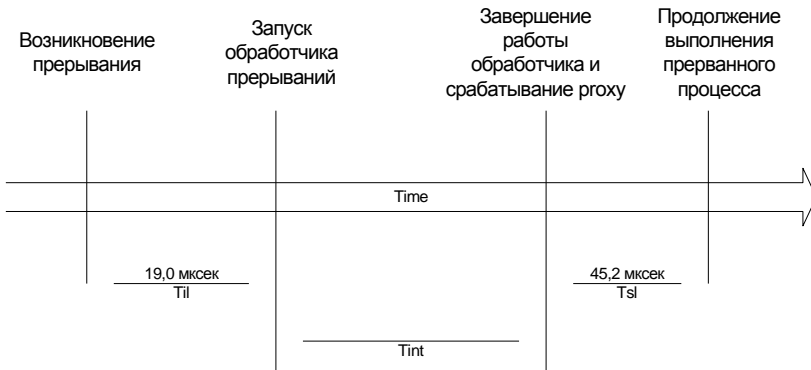 Возникновение
прерывания
Запуск
обработчика
прерываний
Завершение
работы
обработчика и
срабатывание proxy
Продолжение
выполнения
прерванного
процесса
Time
19,0 мксек
Til
45,2 мксек
Tsl
Tint